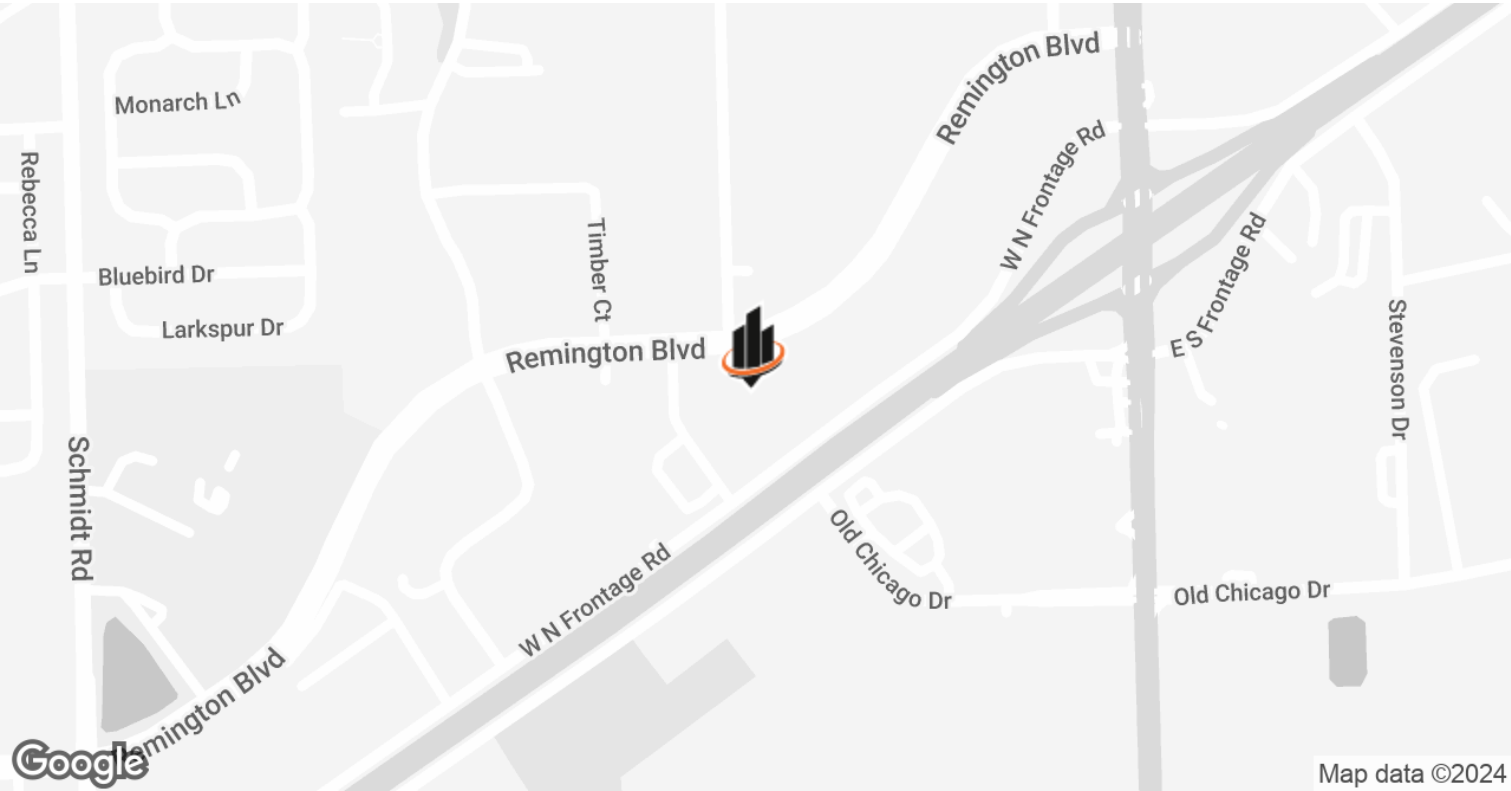 Remington Blvd
Monarch Ln
W N Frontage Rd
Rebecca Ln
Timber Ct
Bluebird Dr
E S Frontage Rd
Larkspur Dr
Remington Blvd
Stevenson Dr
Schmidt Rd
Old Chicago Dr
W N Frontage Rd
Old Chicago Dr
Remington Blvd
Google
Map data ©2024